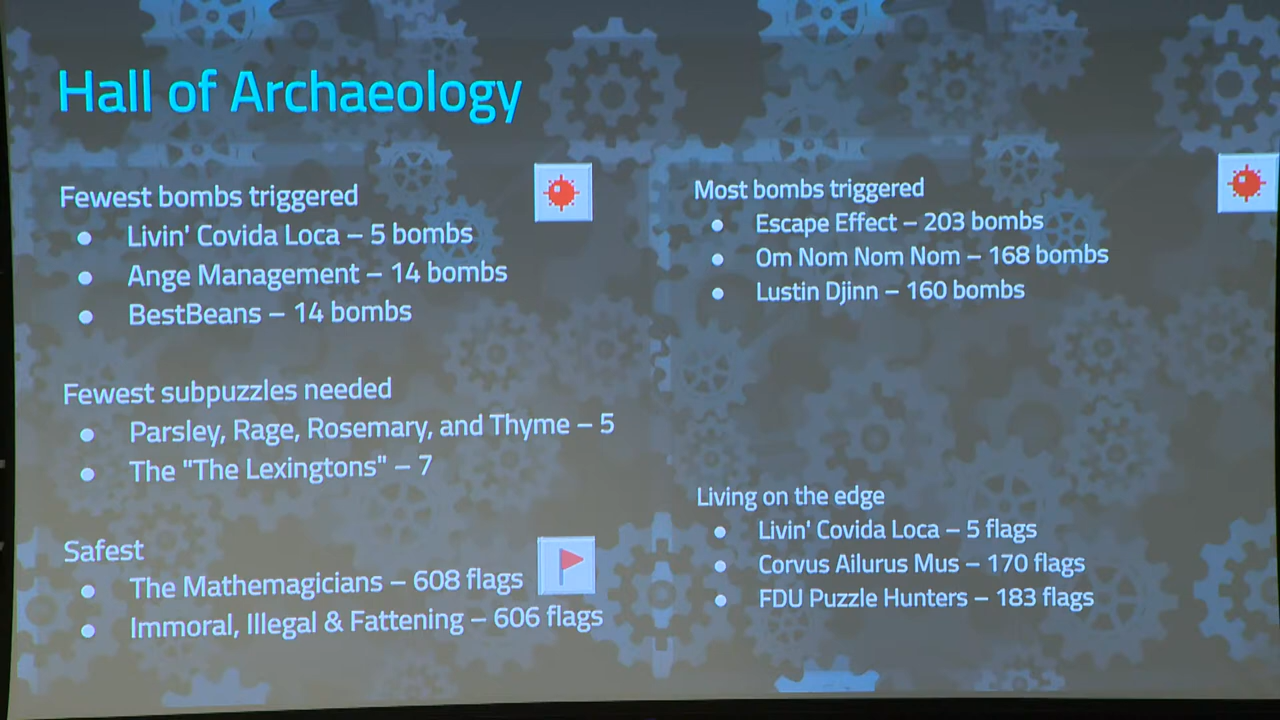 Hall of Archaeology
Fewest bombs triggered
Livin' Covida Loca – 5 bombs
Ange Management – 14 bombs
BestBeans – 14 bombs
Fewest subpuzzles needed
Parsley, Rage, Rosemary, and Thyme – 5
The "The Lexingtons" – 7
Safest
The Mathemagicians – 608 flags
Immoral, Illegal & Fattening – 606 flags
Most bombs triggered
Escape Effect – 203 bombs
Om Nom Nom Nom – 168 bombs
Lustin Djinn – 160 bombs
Living on the edge
Livin' Covida Loca – 5 flags
Corvus Ailurus Mus – 170 flags
FDU Puzzle Hunters – 183 flags